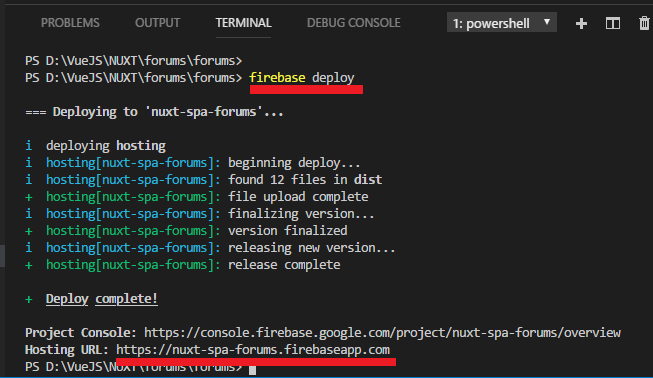 PROBLEMS OUTPUT TERMINAL DEBUG CONSOLE 1: powershell
PS D:\VueJS\NUXT\forums\forums>
PS D:\VueJS\NUXT\forums\forums> firebase deploy
=== Deploying to 'nuxt-spa-forums'...
i deploying hosting
i hosting[nuxt-spa-forums]: beginning deploy...
i hosting[nuxt-spa-forums]: found 12 files in dist
+ hosting[nuxt-spa-forums]: file upload complete
i hosting[nuxt-spa-forums]: finalizing version...
+ hosting[nuxt-spa-forums]: version finalized
i hosting[nuxt-spa-forums]: releasing new version...
+ hosting[nuxt-spa-forums]: release complete
+ Deploy complete!
Project Console: https://console.firebase.google.com/project/nuxt-spa-forums/overview
Hosting URL: https://nuxt-spa-forums.firebaseapp.com
PS D:\VueJS\NUXT\forums\forums>